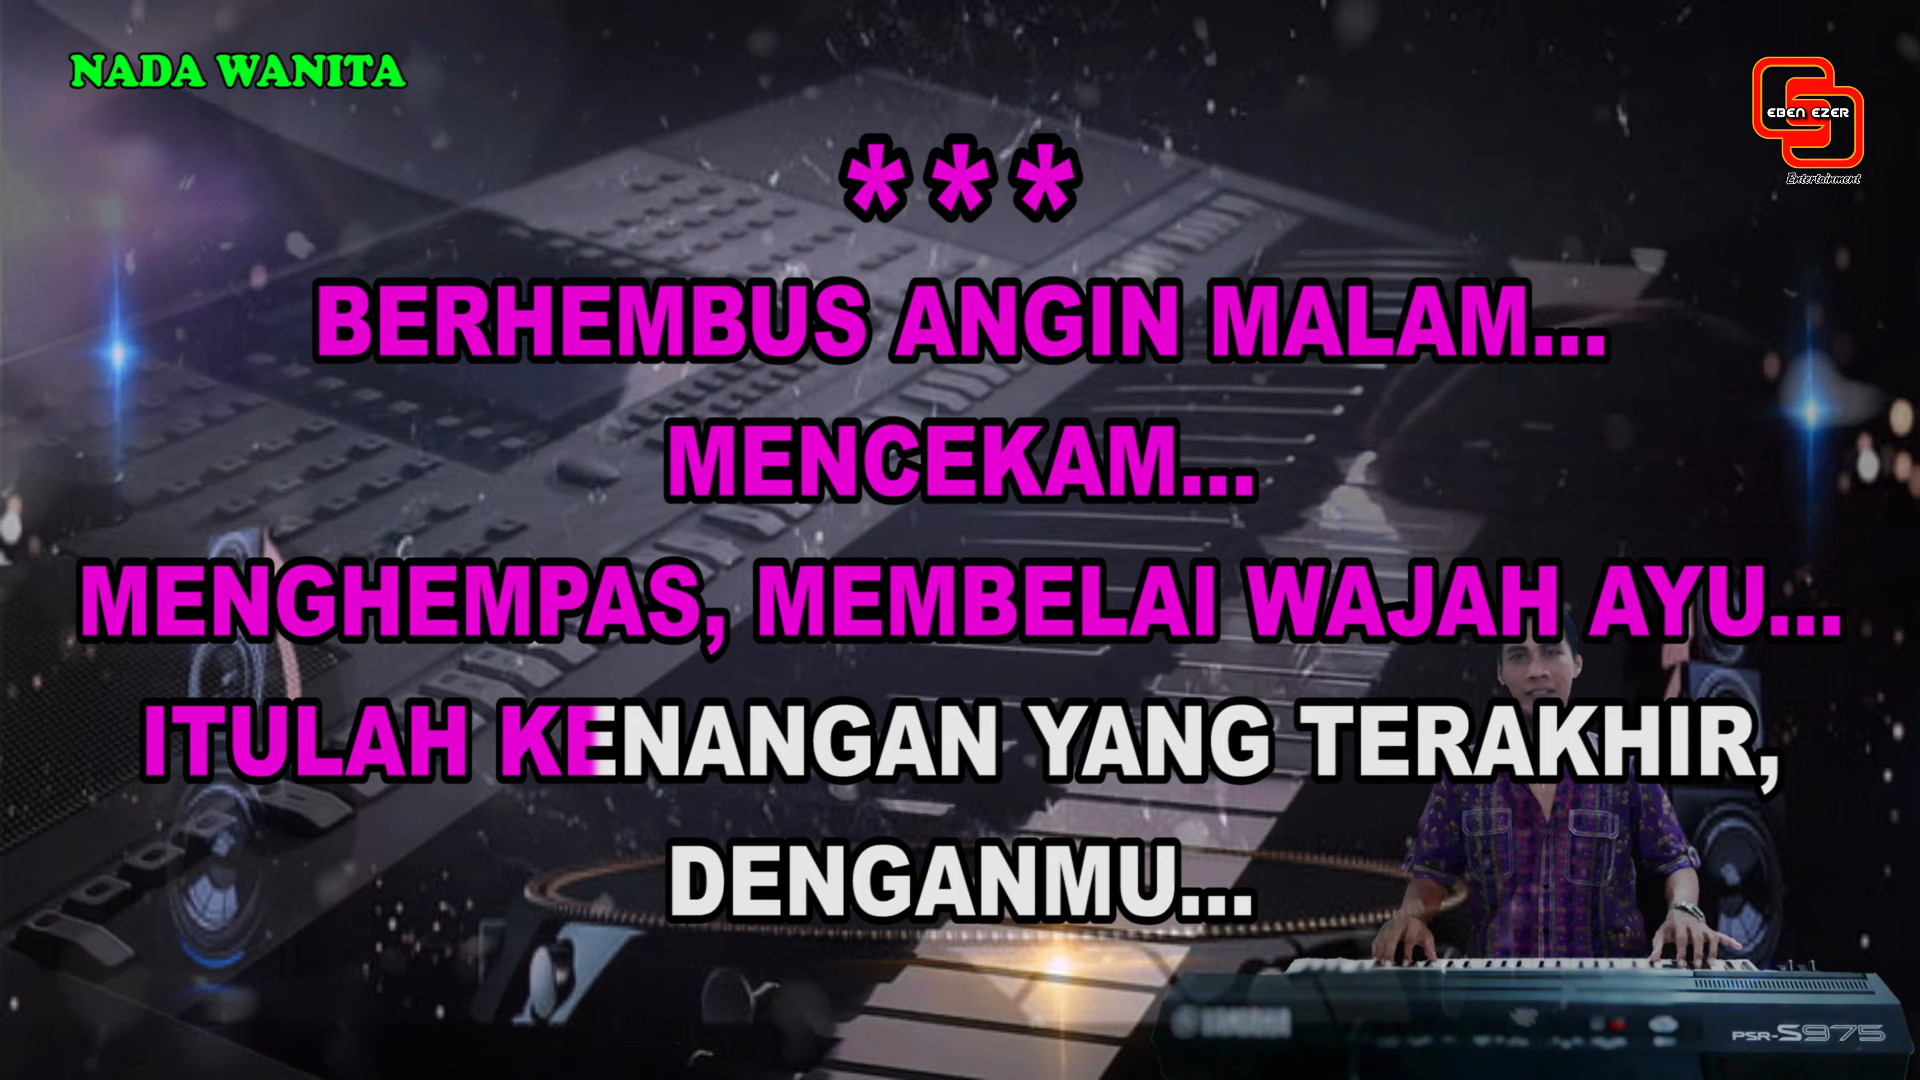 NADA WANITA
EBEN EZER
Entertainment
***
BERHEMBUS ANGIN MALAM...
MENCEKAM...
MENGHEMPAS, MEMBELAI WAJAH AYU...
ITULAH KENANGAN YANG TERAKHIR,
DENGANMU...
YAMAHA
PSR-S975